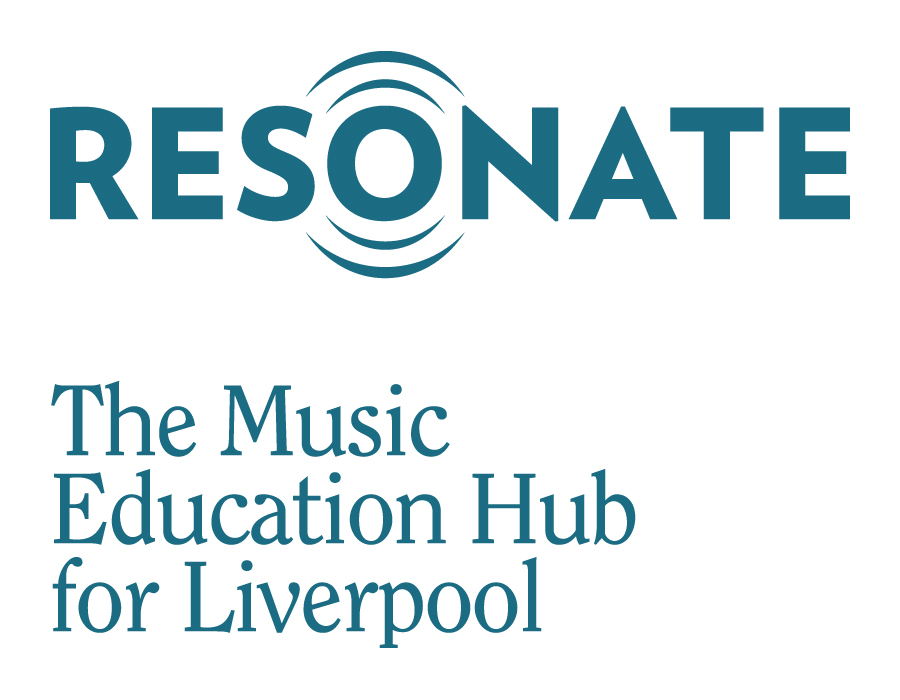 RESONATE
The Music
Education Hub
for Liverpool